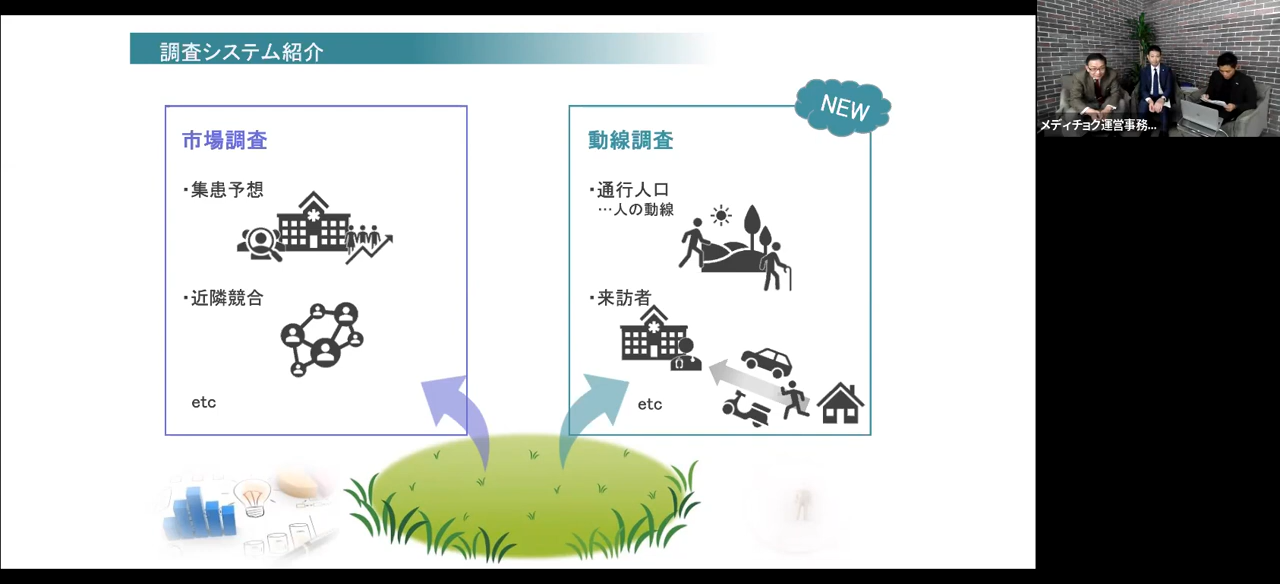 調査システム紹介
市場調査
・集患予想
・近隣競合
etc
NEW
動線調査
・通行人口
…人の動線
・来訪者
etc
メディチョク運営事務...